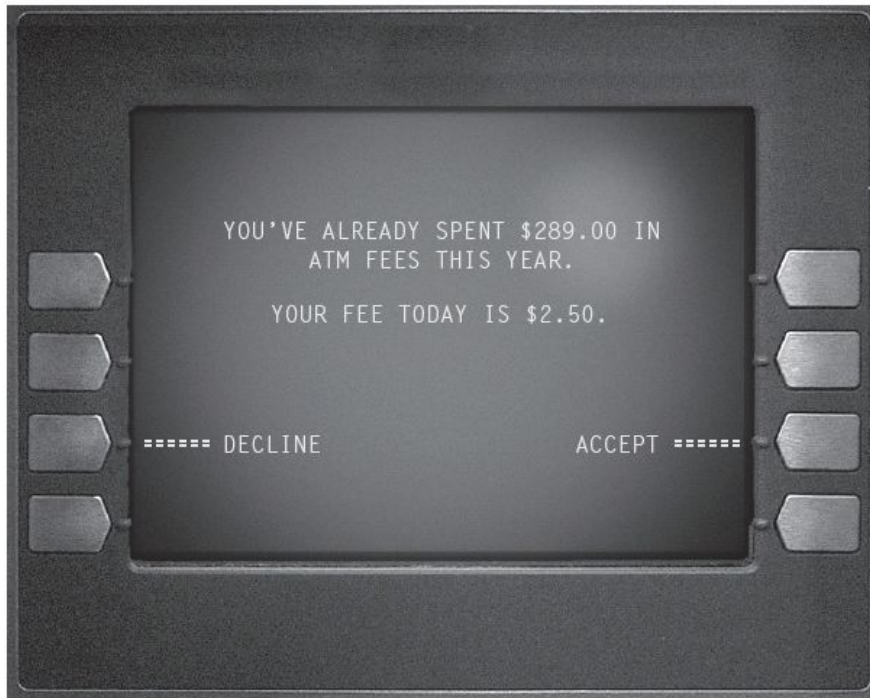 YOU'VE ALREADY SPENT $289.00 IN
ATM FEES THIS YEAR.
YOUR FEE TODAY IS $2.50.
====== DECLINE
ACCEPT ======